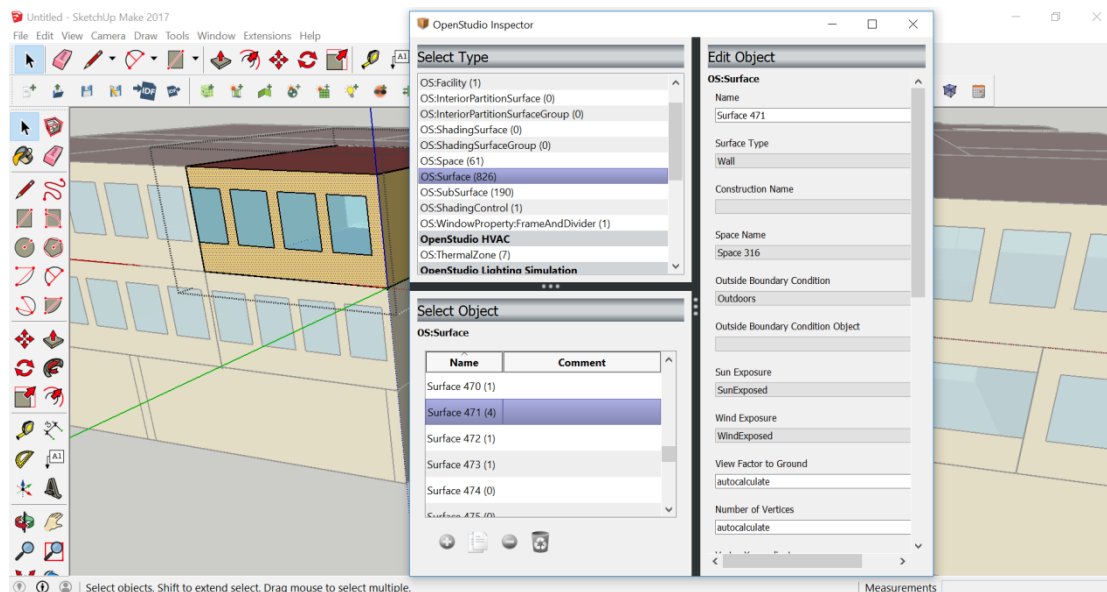 Untitled - SketchUp Make 2017
File Edit View Camera Draw Tools Window Extensions Help
OpenStudio Inspector
Select Type
OS:Facility (1)
OS:InteriorPartitionSurface (0)
OS:InteriorPartitionSurfaceGroup (0)
OS:ShadingSurface (0)
OS:ShadingSurfaceGroup (0)
OS:Space (61)
OS:Surface (826)
OS:SubSurface (190)
OS:ShadingControl (1)
OS:WindowProperty:FrameAndDivider (1)
OpenStudio HVAC
OS:ThermalZone (7)
OpenStudio Lighting Simulation
Select Object
OS:Surface
Name Comment
Surface 470 (1)
Surface 471 (4)
Surface 472 (1)
Surface 473 (1)
Surface 474 (0)
Surface 475 (0)
Edit Object
OS:Surface
Name
Surface 471
Surface Type
Wall
Construction Name
Space Name
Space 316
Outside Boundary Condition
Outdoors
Outside Boundary Condition Object
Sun Exposure
SunExposed
Wind Exposure
WindExposed
View Factor to Ground
autocalculate
Number of Vertices
autocalculate
Select objects. Shift to extend select. Drag mouse to select multiple.
Measurements